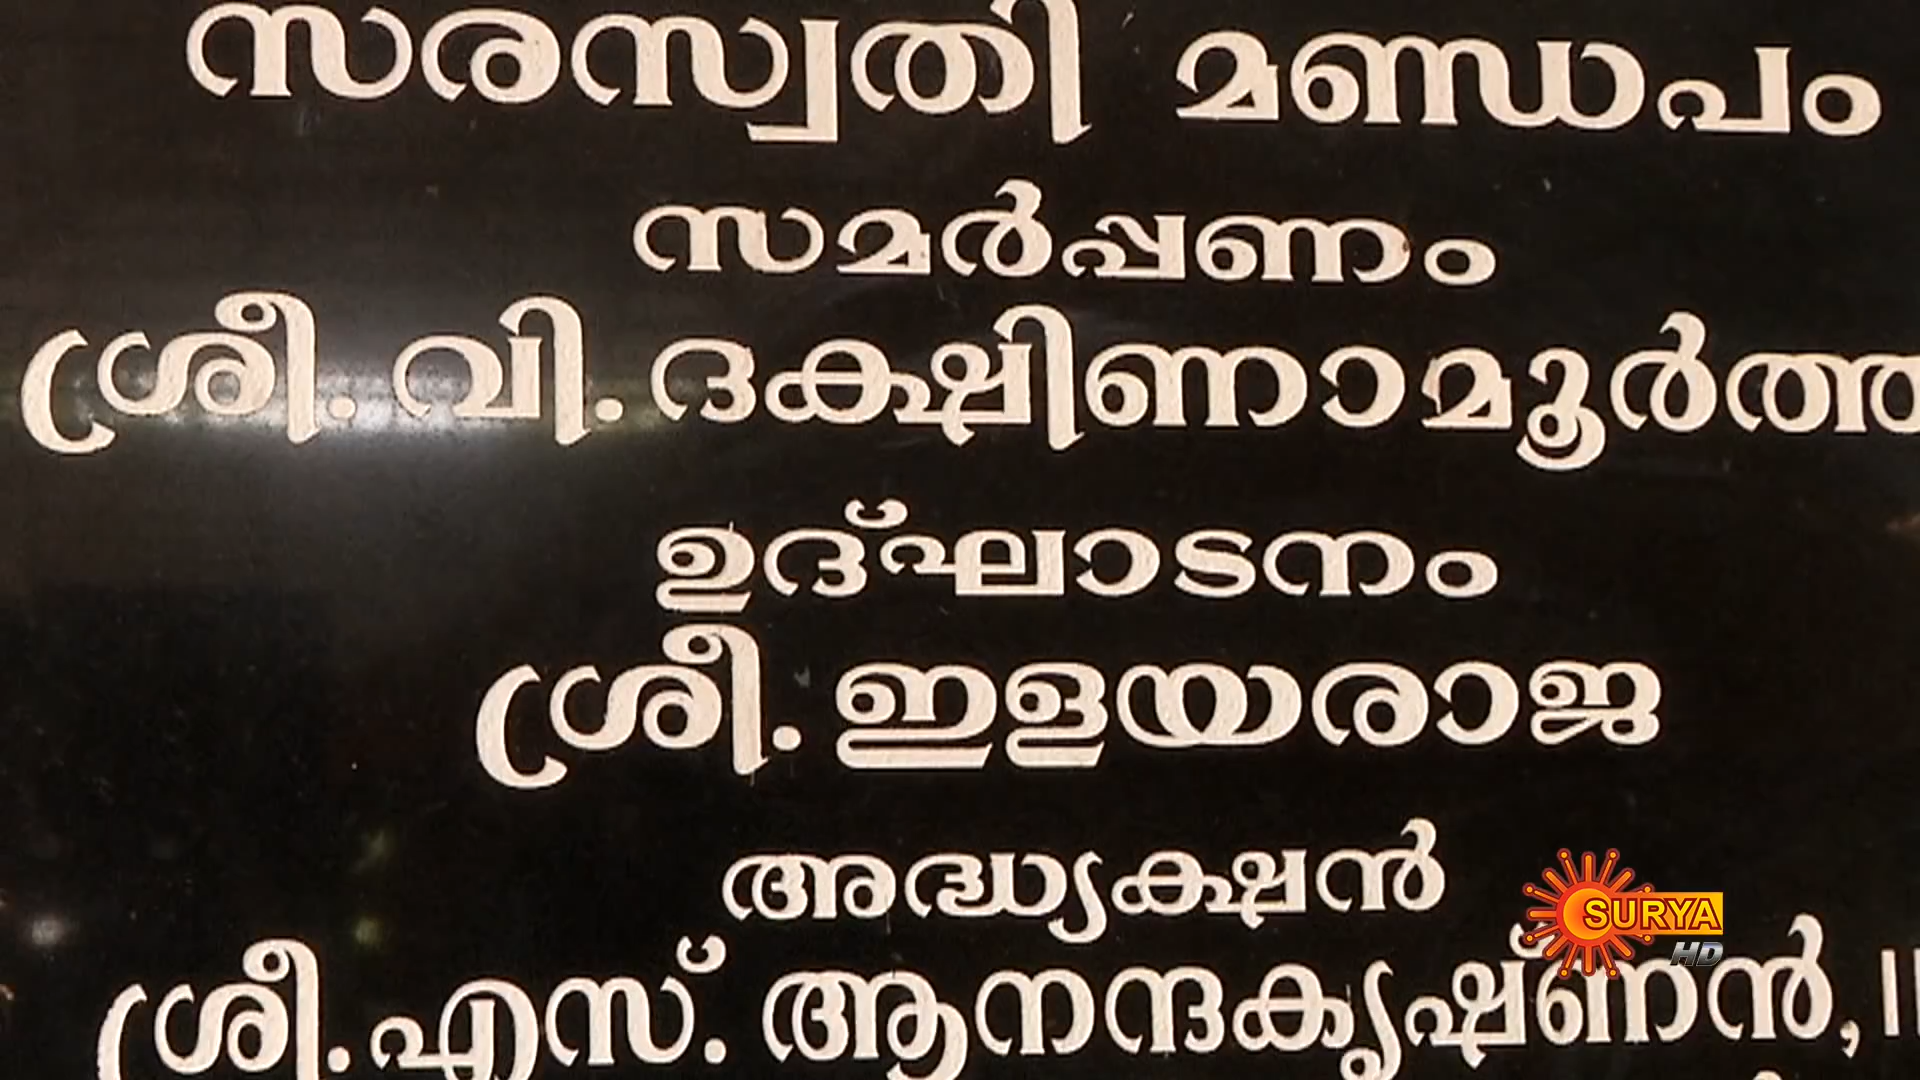 സരസ്വതി മണ്ഡപം
സമർപ്പണം
ശ്രീ. വി. ദക്ഷിണാമൂർത്ത
ഉദ്ഘാടനം
ശ്രീ. ഇളയരാജ
അദ്ധ്യക്ഷൻ
ശ്രീ. എസ്. ആനന്ദകൃഷ്ണൻ,
SURYA
HD